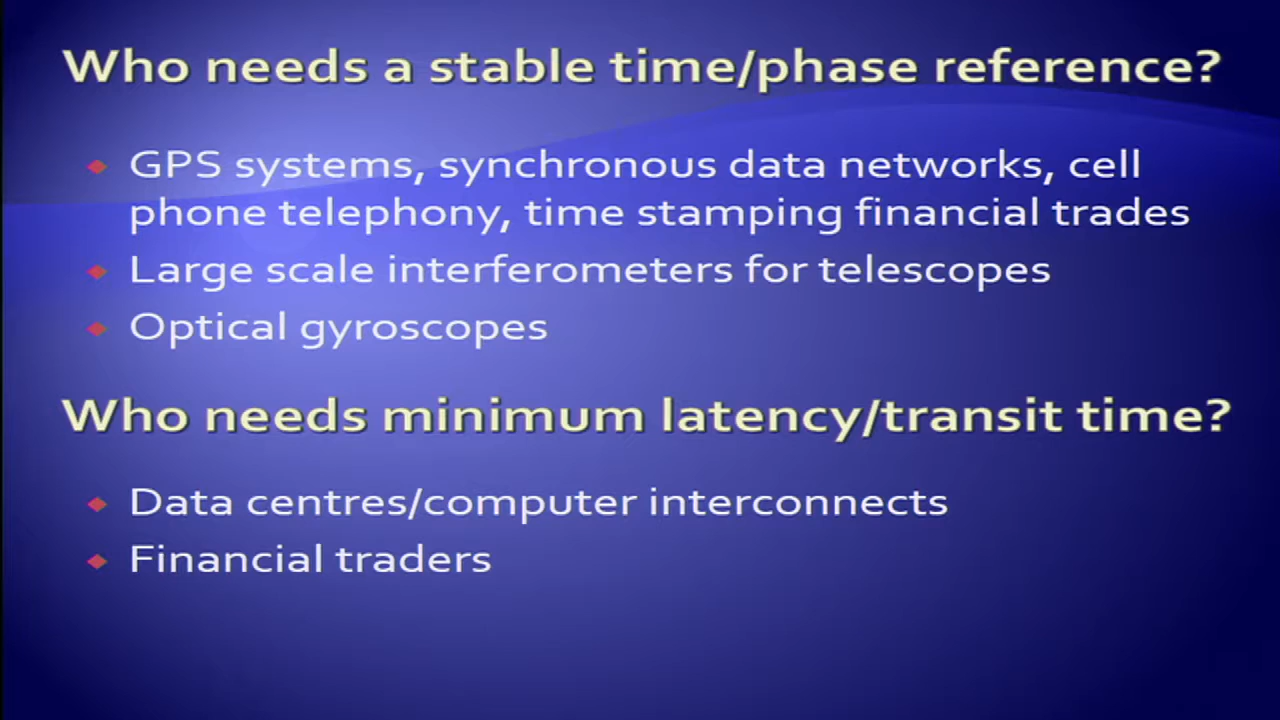 Who needs a stable time/phase reference?
GPS systems, synchronous data networks, cell
phone telephony, time stamping financial trades
Large scale interferometers for telescopes
Optical gyroscopes
Who needs minimum latency/transit time?
Data centres/computer interconnects
Financial traders